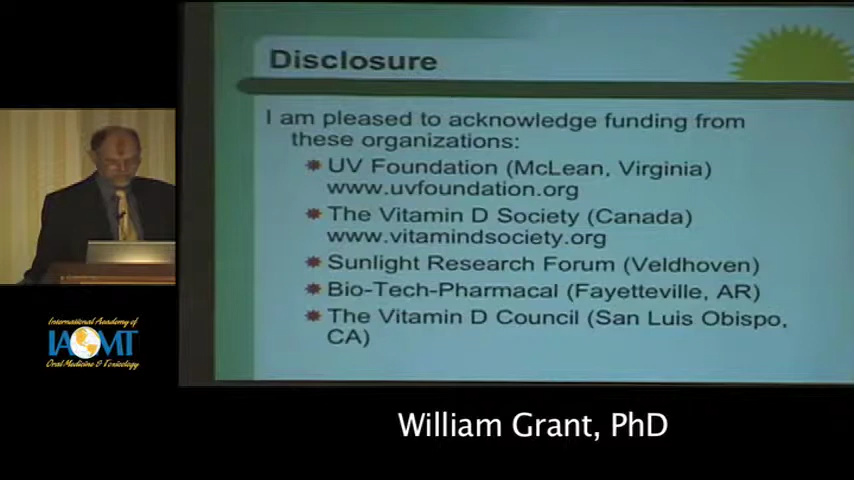 Disclosure
I am pleased to acknowledge funding from
these organizations:
UV Foundation (McLean, Virginia)
www.uvfoundation.org
The Vitamin D Society (Canada)
www.vitamindsociety.org
Sunlight Research Forum (Veldhoven)
Bio-Tech-Pharmacal (Fayetteville, AR)
The Vitamin D Council (San Luis Obispo,
CA)
International Academy of
IAOMT
Oral Medicine & Toxicology
William Grant, PhD